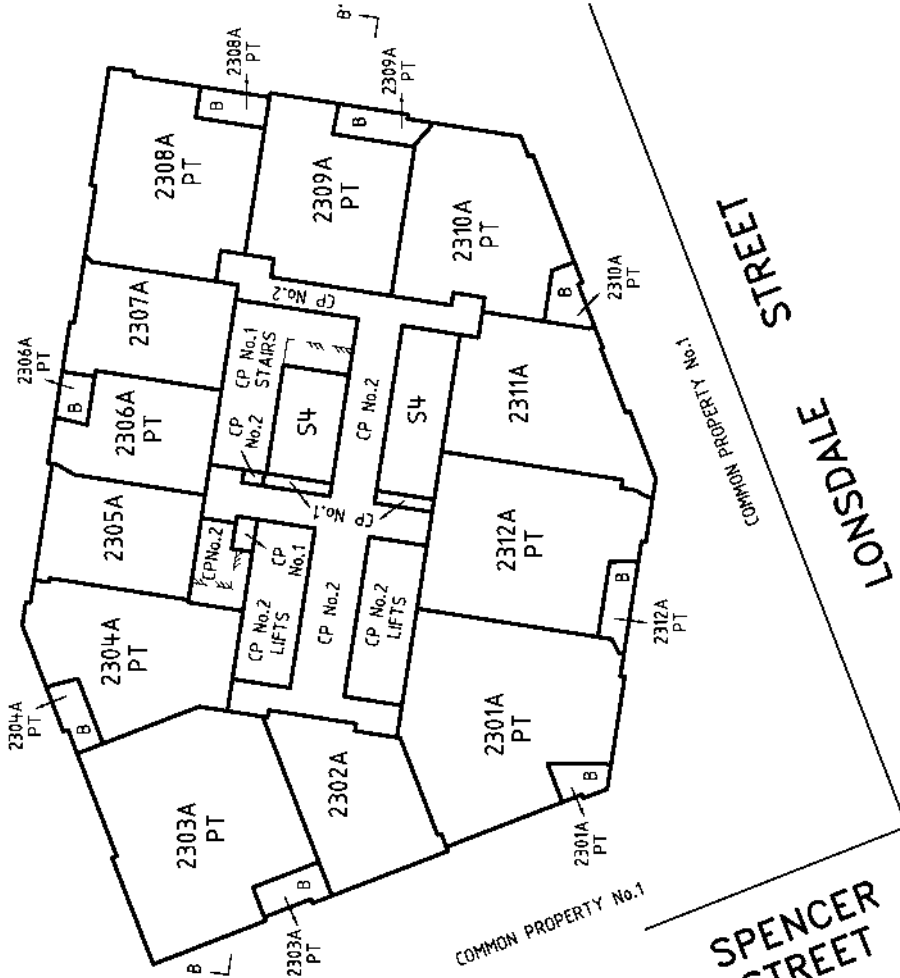 B'
2308A
PT
2309A
PT
B
B
2308A
PT
2309A
PT
2310A
PT
B
2310A
PT
2306A
PT
B
2307A
2306A
PT
CP No.2
CP No.1
STAIRS
CP
No.2
S4
CP No.2
S4
2311A
STREET
LONSDALE
COMMON PROPERTY No.1
2305A
CP No.2
CP
No.1
CP No.1
2312A
PT
B
2312A
PT
2304A
PT
2304A
PT
B
CP No.2
LIFTS
CP No.2
CP No.2
LIFTS
2303A
PT
2302A
2301A
PT
B
2301A
PT
B
2303A
PT
B
COMMON PROPERTY No.1
SPENCER
STREET